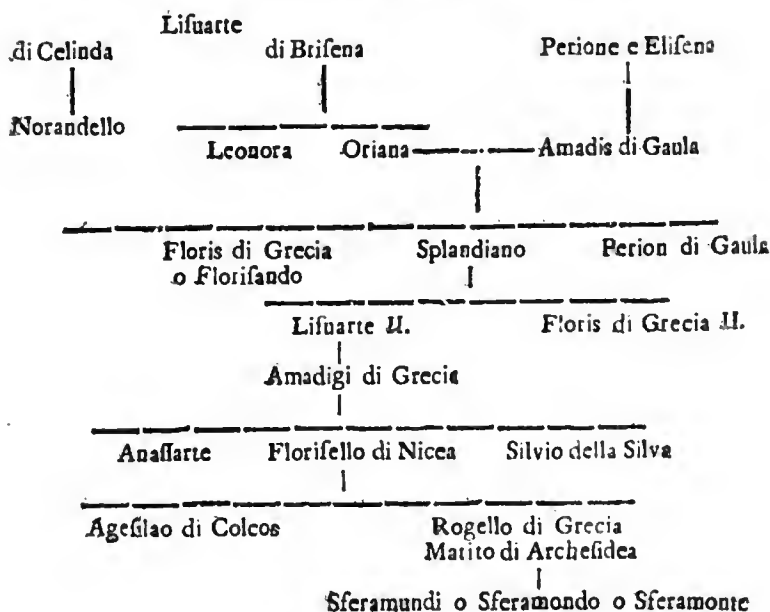 Liſuarte
di Celinda di Briſena Perione e Eliſena
Norandello
Leonora Oriana Amadis di Gaula
Floris di Grecia Splandiano Perion di Gaula
o Floriſando
Liſuarte II. Floris di Grecia II.
Amadigi di Grecia
Anaſſarte Floriſello di Nicea Silvio della Silva
Ageſilao di Colcos Rogello di Grecia
Matito di Archeſidea
Sferamundi o Sferamondo o Sferamonte